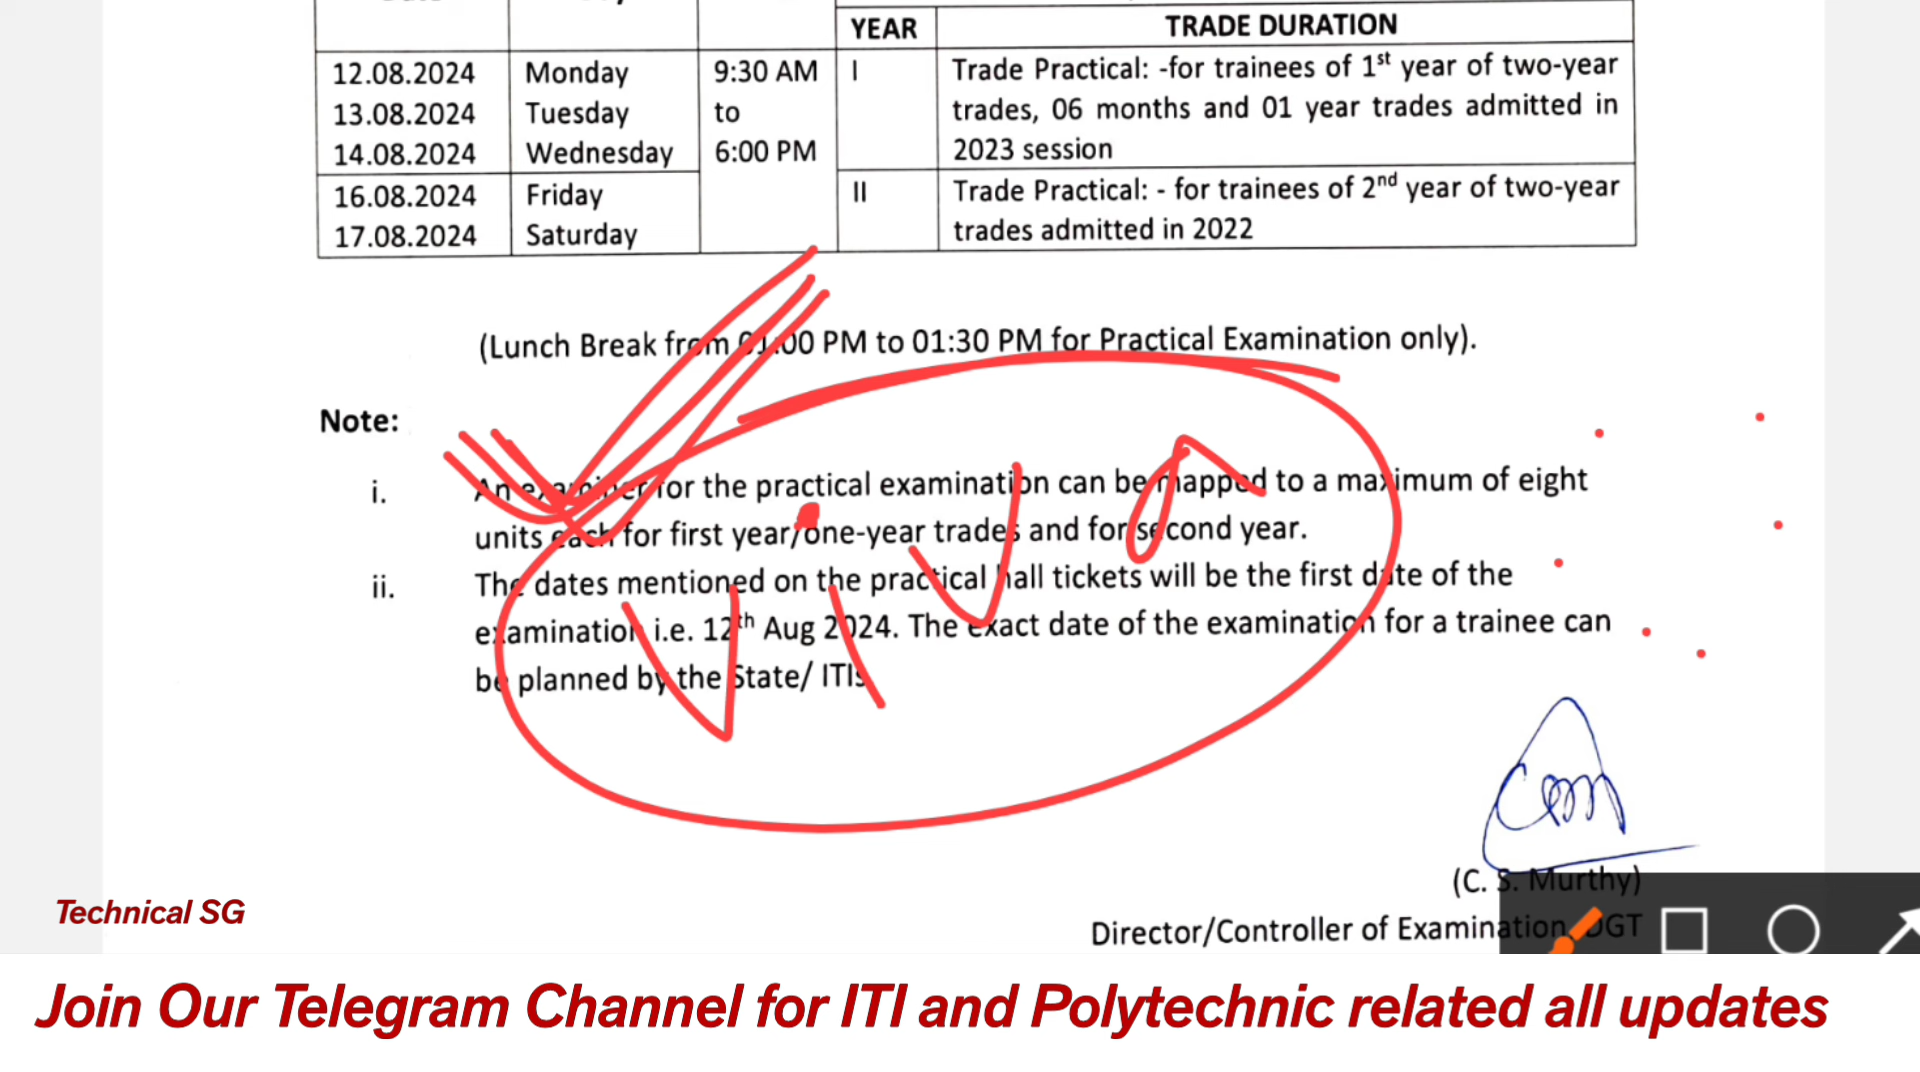 YEAR
TRADE DURATION
12.08.2024 Monday 9:30 AM I Trade Practical: -for trainees of 1st year of two-year
13.08.2024 Tuesday to trades, 06 months and 01 year trades admitted in
14.08.2024 Wednesday 6:00 PM 2023 session
16.08.2024 Friday II Trade Practical: - for trainees of 2nd year of two-year
17.08.2024 Saturday trades admitted in 2022
(Lunch Break from 01:00 PM to 01:30 PM for Practical Examination only).
Note:
i. An examiner for the practical examination can be mapped to a maximum of eight
units each for first year/one-year trades and for second year.
ii. The dates mentioned on the practical hall tickets will be the first date of the
examination i.e. 12th Aug 2024. The exact date of the examination for a trainee can
be planned by the State/ ITIs
Viva
(C. S. Murthy)
Director/Controller of Examination, DGT
Technical SG
Join Our Telegram Channel for ITI and Polytechnic related all updates